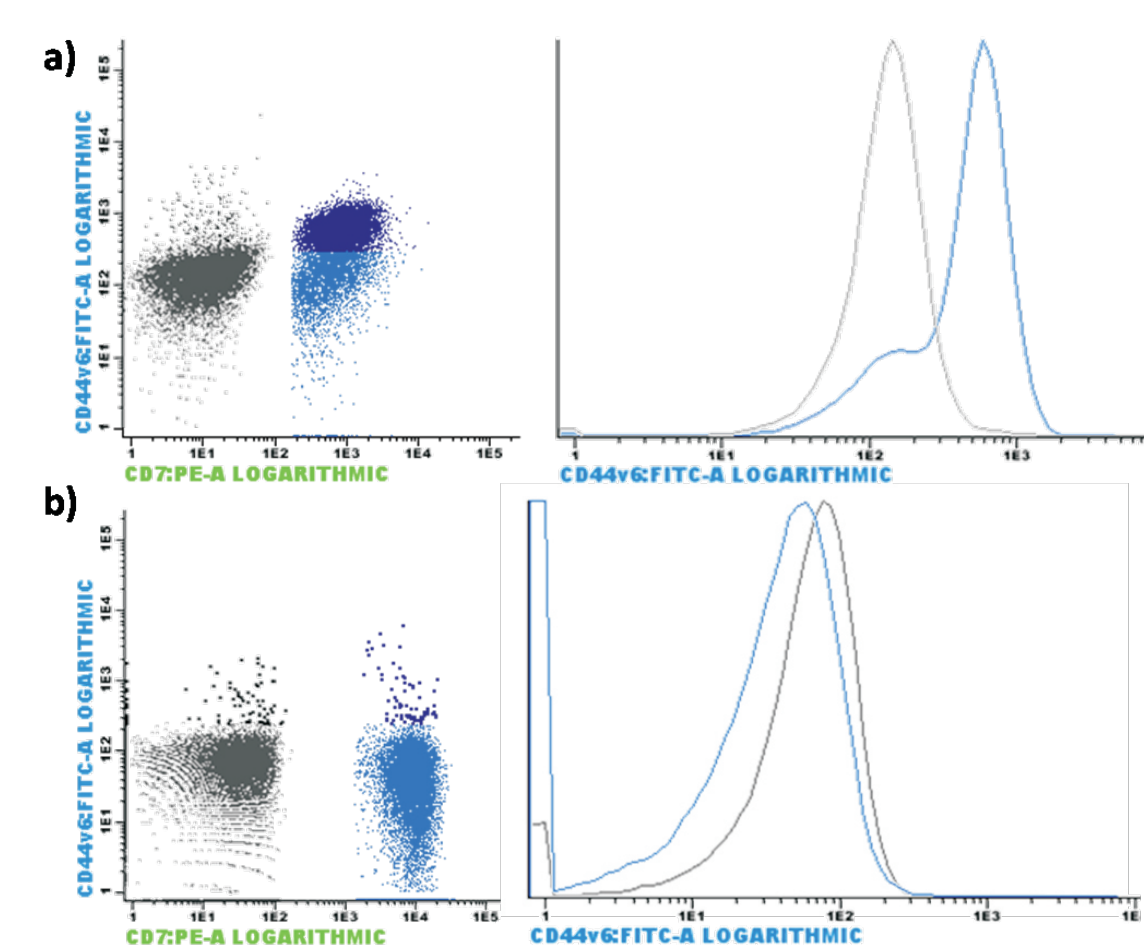 a)
CD44v6:FITC-A LOGARITHMIC
1E5
1E4
1E3
1E2
1E1
1
1 1E1 1E2 1E3 1E4 1E5
CD7:PE-A LOGARITHMIC
1 1E1 1E2 1E3
CD44v6:FITC-A LOGARITHMIC
b)
CD44v6:FITC-A LOGARITHMIC
1E5
1E4
1E3
1E2
1E1
1
1 1E1 1E2 1E3 1E4 1E5
CD7:PE-A LOGARITHMIC
1 1E1 1E2 1E3 1E
CD44v6:FITC-A LOGARITHMIC